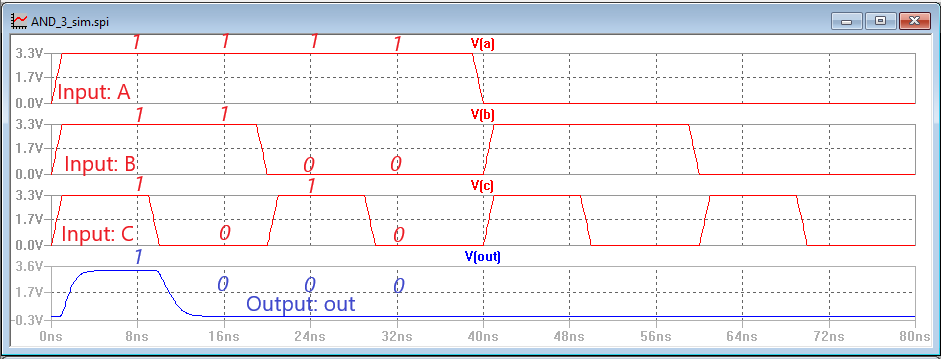 AND_3_sim.spi
1 1 1 1 V(a)
3.3V
1.7V
Input: A
0.0V
1 1 V(b)
3.3V
1.7V
Input: B 0 0
0.0V
1 1 V(c)
3.3V
1.7V
Input: C 0 0
0.0V
1 V(out)
3.6V
1.7V 0 0 0
Output: out
-0.3V
0ns 8ns 16ns 24ns 32ns 40ns 48ns 56ns 64ns 72ns 80ns